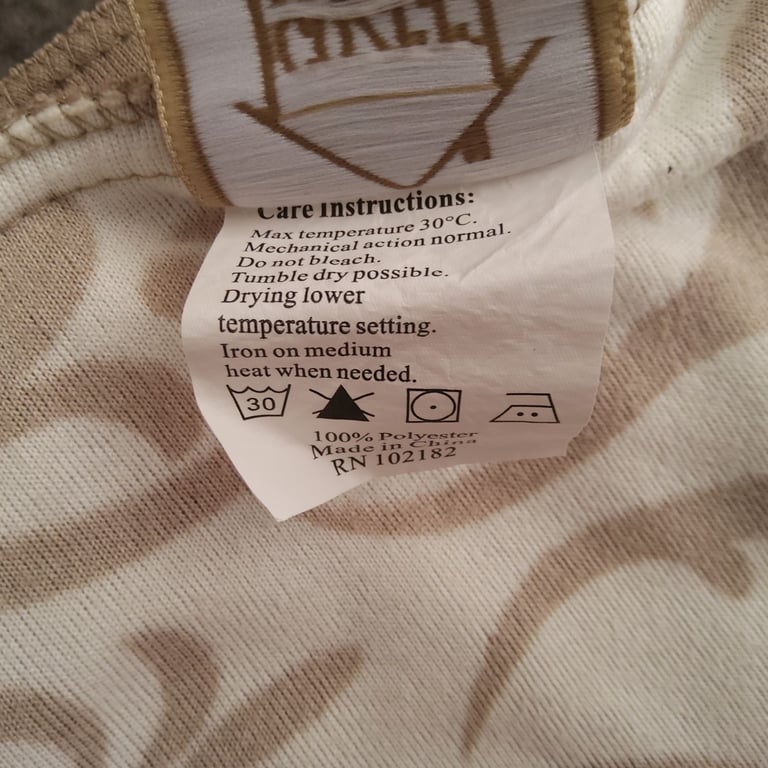 Care Instructions:
Max temperature 30°C.
Mechanical action normal.
Do not bleach.
Tumble dry possible.
Drying lower
temperature setting.
Iron on medium
heat when needed.
30
100% Polyester
Made in China
RN 102182